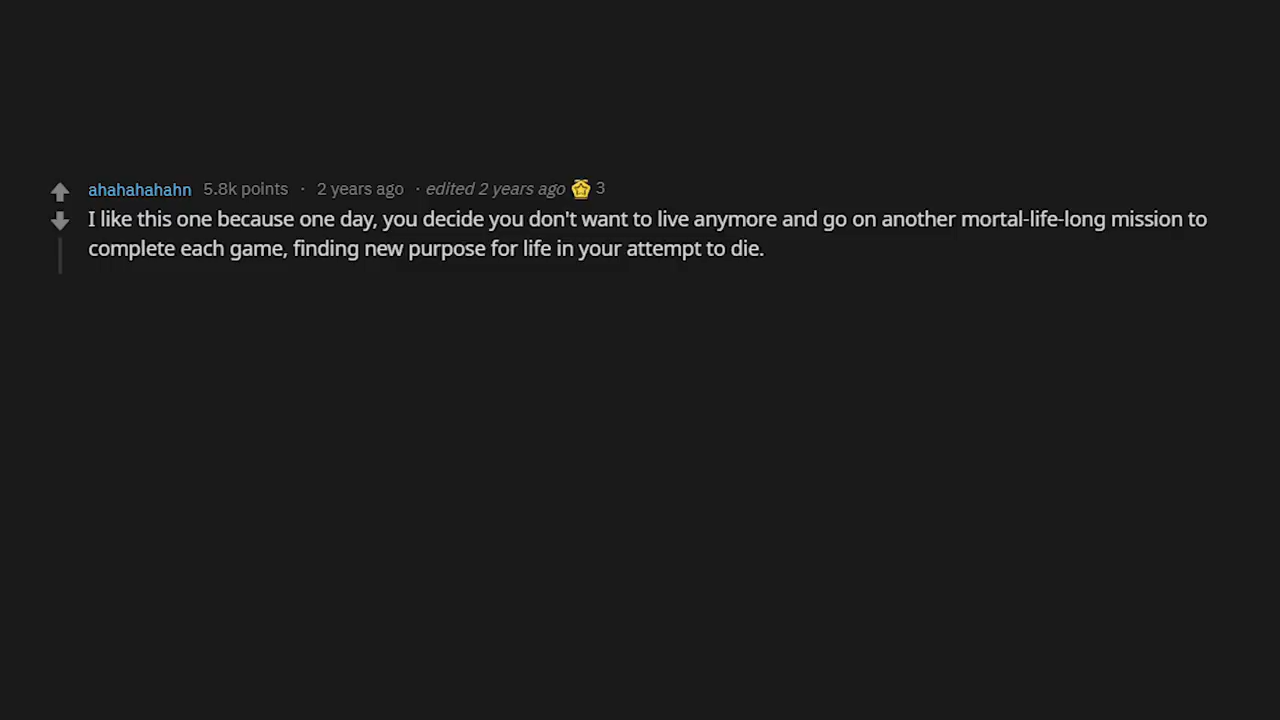 ahahahahahn 5.8k points · 2 years ago · edited 2 years ago 3
I like this one because one day, you decide you don't want to live anymore and go on another mortal-life-long mission to
complete each game, finding new purpose for life in your attempt to die.